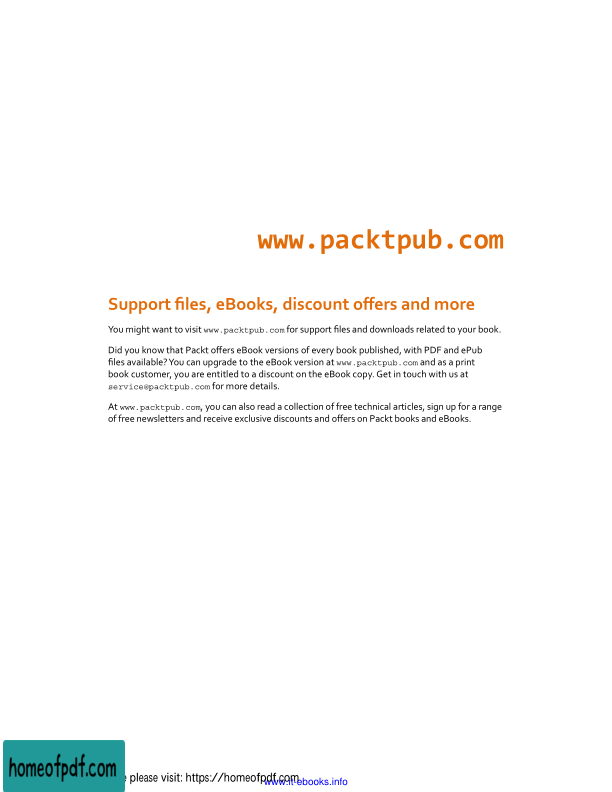 www.packtpub.com
Support files, eBooks, discount offers and more
You might want to visit www.packtpub.com for support files and downloads related to your book.
Did you know that Packt offers eBook versions of every book published, with PDF and ePub
files available? You can upgrade to the eBook version at www.packtpub.com and as a print
book customer, you are entitled to a discount on the eBook copy. Get in touch with us at
service@packtpub.com for more details.
At www.packtpub.com, you can also read a collection of free technical articles, sign up for a range
of free newsletters and receive exclusive discounts and offers on Packt books and eBooks.
homeofpdf.com
please visit: https://homeofpdf.com
www.it-ebooks.info